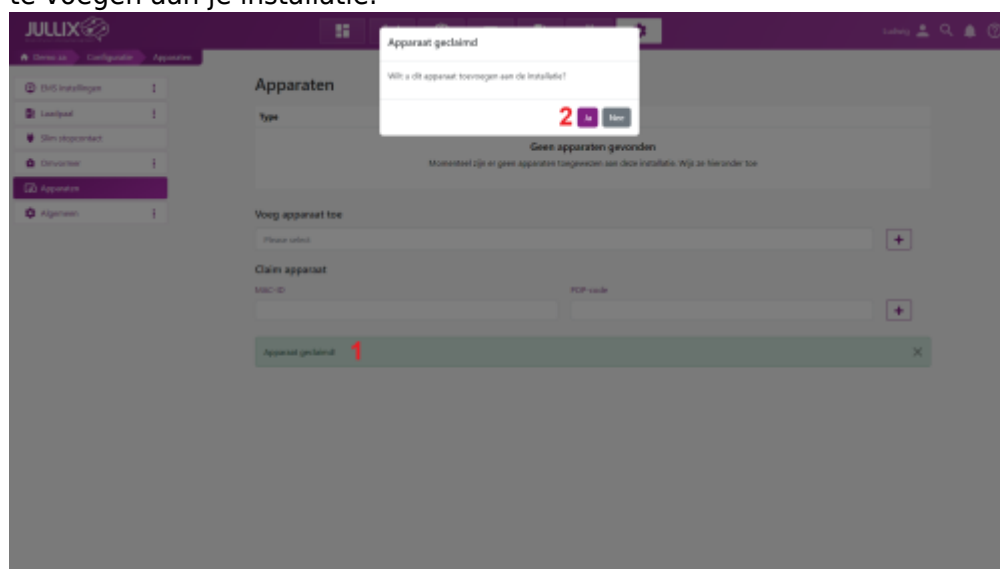 te voegen aan je installatie.
JULLIX
Apparaat geclaimd
Ludwig
Configuratie Apparaten
Wilt u dit apparaat toevoegen aan de installatie?
2 Ja Nee
EMS instellingen
Laadpaal
Slim stopcontact
Omvormer
Apparaten
Algemeen
Apparaten
Type
Geen apparaten gevonden
Momenteel zijn er geen apparaten toegewezen aan deze installatie. Wijs ze hieronder toe
Voeg apparaat toe
Please select
+
Claim apparaat
MAC-ID
POP-code
+
Apparaat geclaimd! 1